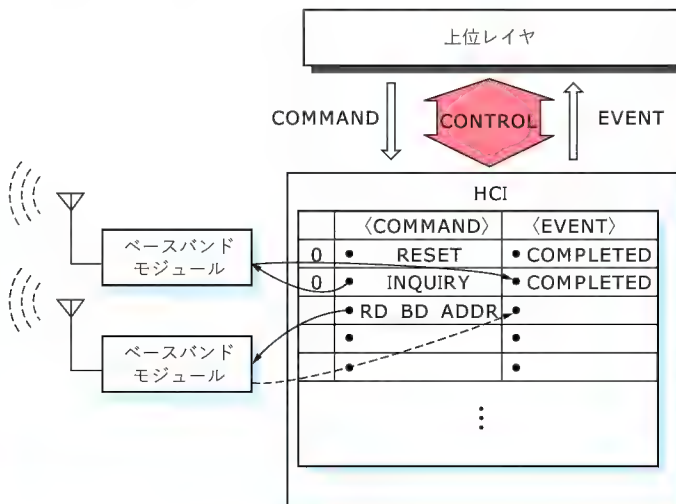 上位レイヤ
COMMAND
CONTROL
EVENT
HCI
〈COMMAND〉 〈EVENT〉
0 • RESET • COMPLETED
0 • INQUIRY • COMPLETED
• RD BD ADDR •
• •
• •
⋮
ベースバンド
モジュール
ベースバンド
モジュール